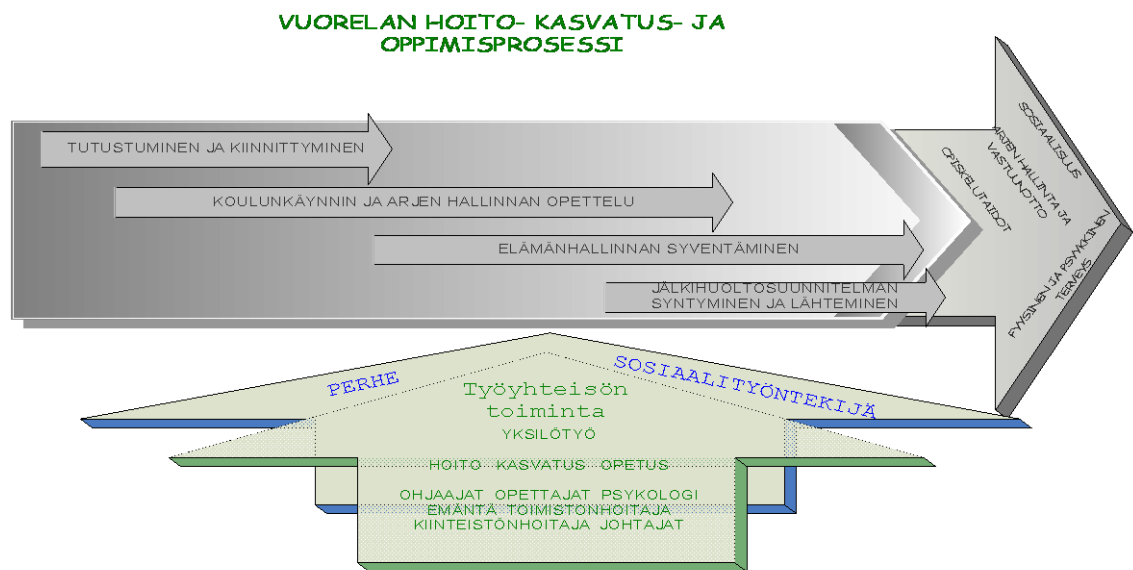 VUORELAN HOITO- KASVATUS- JA
OPPIMISPROSESSI
TUTUSTUMINEN JA KIINNITTYMINEN
KOULUNKÄYNNIN JA ARJEN HALLINNAN OPETTELU
ELÄMÄNHALLINNAN SYVENTÄMINEN
JÄLKIHUOLTOSUUNNITELMAN
SYNTYMINEN JA LÄHTEMINEN
SOSIAALISUUS
ARJEN HALLINTA JA
VASTUUNOTTO
OPISKELUTAIDOT
FYYSINEN JA PSYYKKINEN
TERVEYS
PERHE
SOSIAALITYÖNTEKIJÄ
Työyhteisön
toiminta
YKSILÖTYÖ
HOITO KASVATUS OPETUS
OHJAAJAT OPETTAJAT PSYKOLOGI
EMÄNTÄ TOIMISTONHOITAJA
KIINTEISTÖNHOITAJA JOHTAJAT